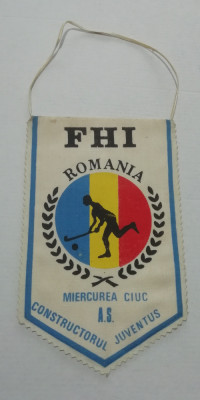 FHI
ROMANIA
MIERCUREA CIUC
A.S.
CONSTRUCTORUL JUVENTUS